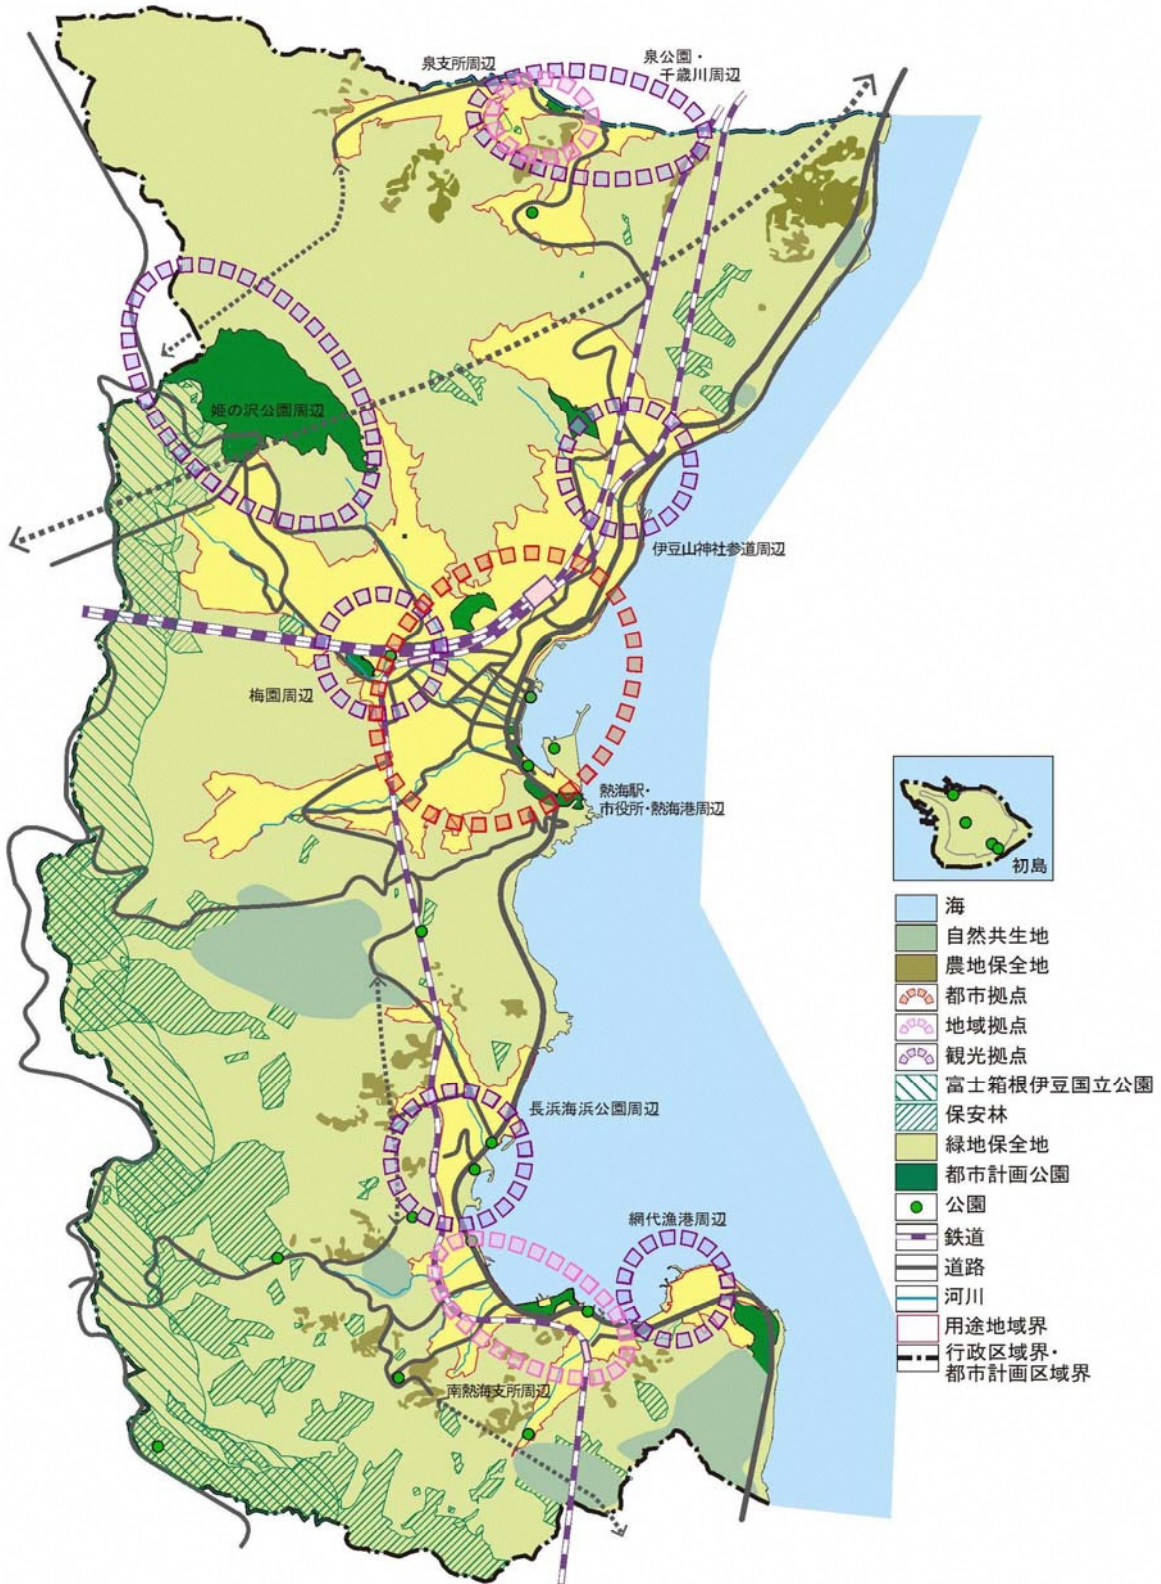 泉支所周辺
泉公園・
千歳川周辺
姫の沢公園周辺
伊豆山神社参道周辺
梅園周辺
熱海駅・
市役所・熱海港周辺
長浜海浜公園周辺
網代漁港周辺
南熱海支所周辺
初島
海
自然共生地
農地保全地
都市拠点
地域拠点
観光拠点
富士箱根伊豆国立公園
保安林
緑地保全地
都市計画公園
公園
鉄道
道路
河川
用途地域界
行政区域界・
都市計画区域界